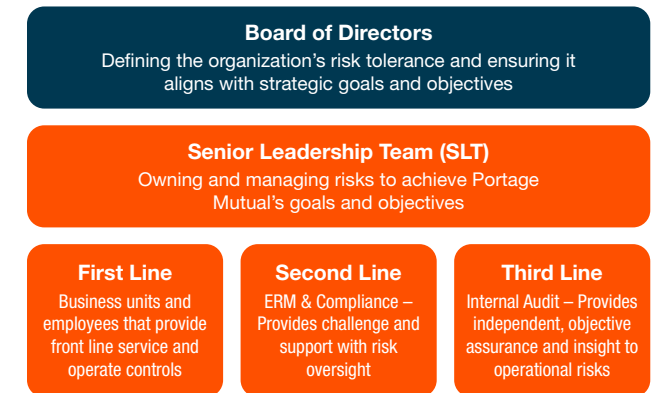 Board of Directors
Defining the organization’s risk tolerance and ensuring it
aligns with strategic goals and objectives
Senior Leadership Team (SLT)
Owning and managing risks to achieve Portage
Mutual’s goals and objectives
First Line
Business units and
employees that provide
front line service and
operate controls
Second Line
ERM & Compliance –
Provides challenge and
support with risk
oversight
Third Line
Internal Audit – Provides
independent, objective
assurance and insight to
operational risks